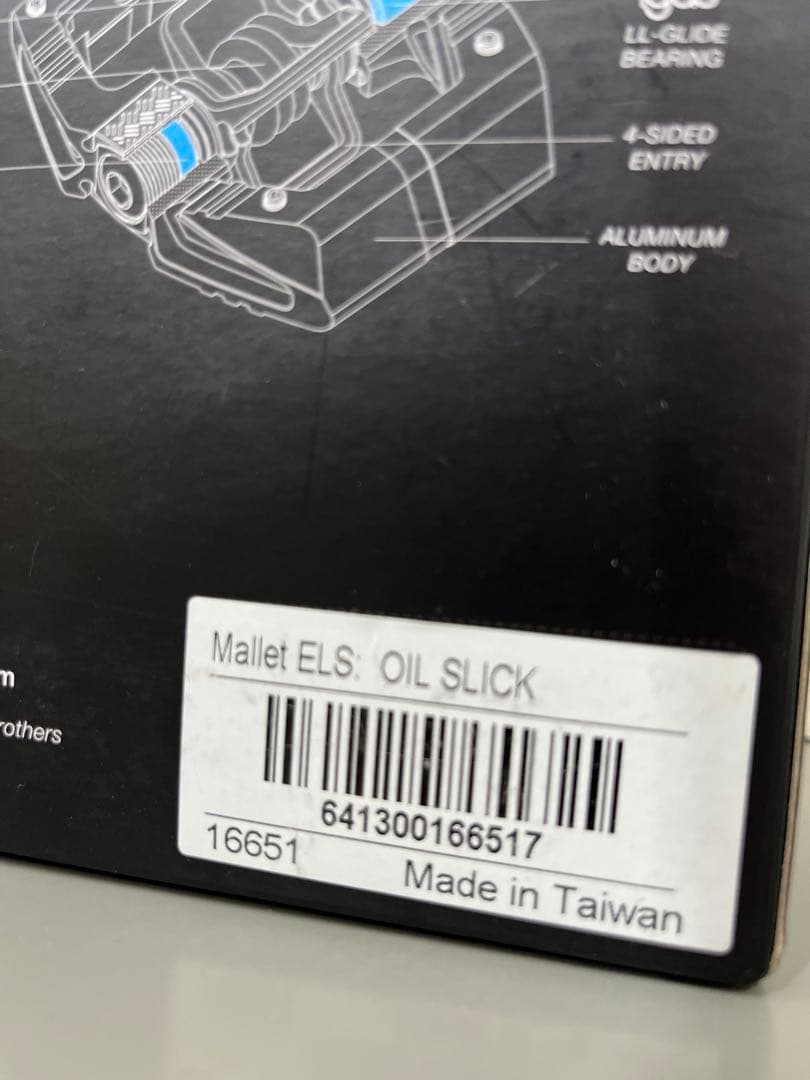 LL-GLIDE
BEARING
4-SIDED
ENTRY
ALUMINUM
BODY
m
rothers
Mallet ELS: OIL SLICK
641300166517
16651
Made in Taiwan